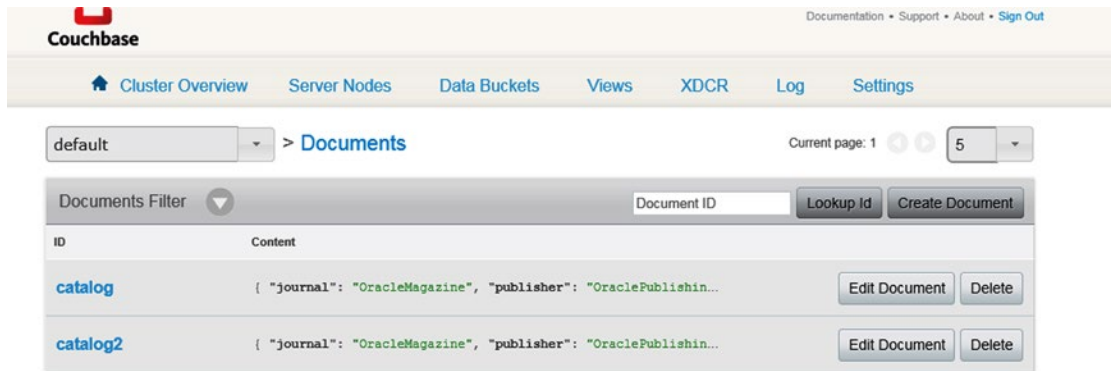 Couchbase
Documentation • Support • About • Sign Out
Cluster Overview Server Nodes Data Buckets Views XDCR Log Settings
default > Documents Current page: 1 5
Documents Filter Document ID Lookup Id Create Document
ID Content
catalog { "journal": "OracleMagazine", "publisher": "OraclePublishin... Edit Document Delete
catalog2 { "journal": "OracleMagazine", "publisher": "OraclePublishin... Edit Document Delete